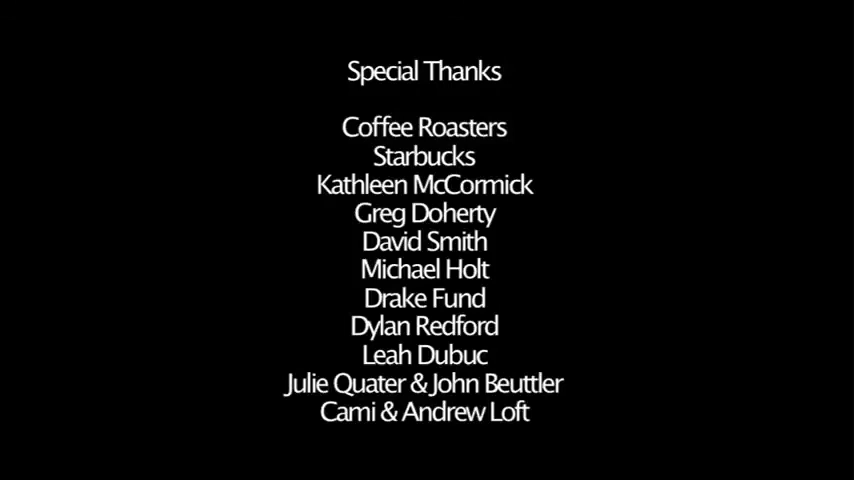 Special Thanks
Coffee Roasters
Starbucks
Kathleen McCormick
Greg Doherty
David Smith
Michael Holt
Drake Fund
Dylan Redford
Leah Dubuc
Julie Quater & John Beuttler
Cami & Andrew Loft